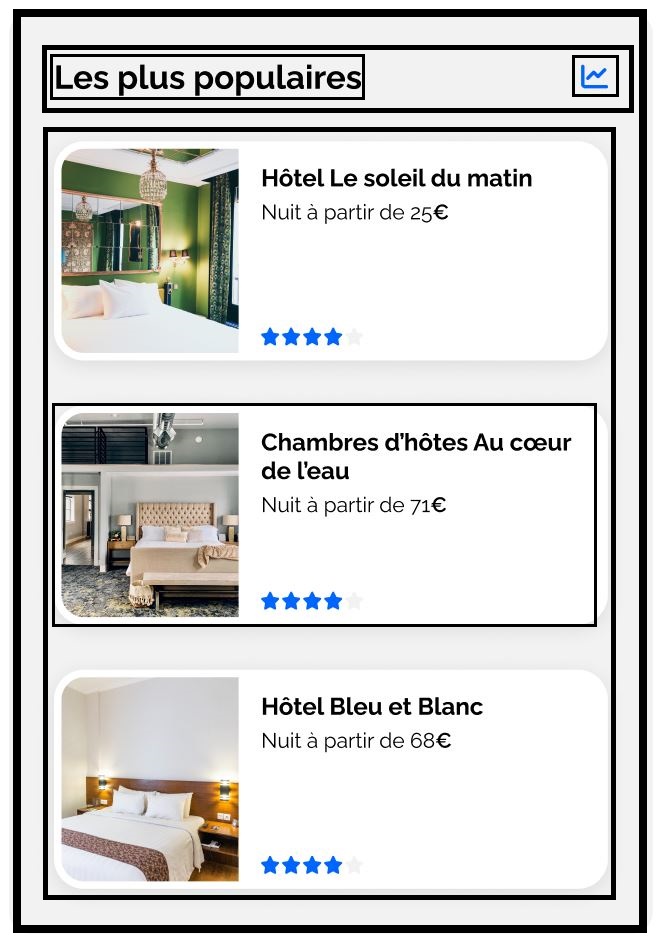 Les plus populaires
Hôtel Le soleil du matin
Nuit à partir de 25€
Chambres d'hôtes Au cœur
de l'eau
Nuit à partir de 71€
Hôtel Bleu et Blanc
Nuit à partir de 68€